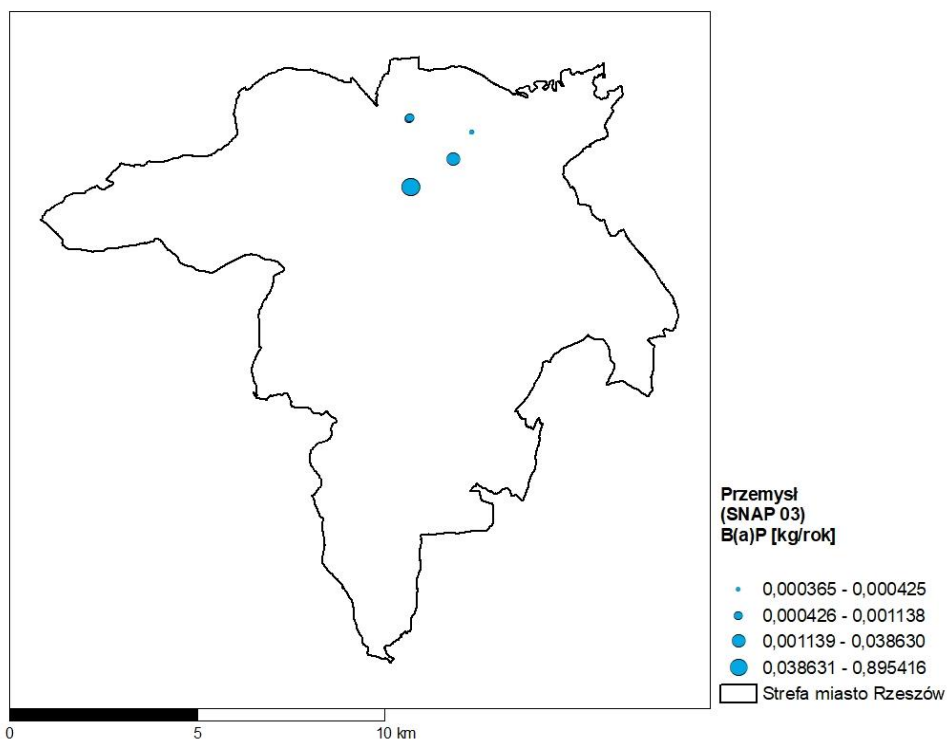 Przemysł
(SNAP 03)
B(a)P [kg/rok]
0,000365 - 0,000425
0,000426 - 0,001138
0,001139 - 0,038630
0,038631 - 0,895416
Strefa miasto Rzeszów
0 5 10 km